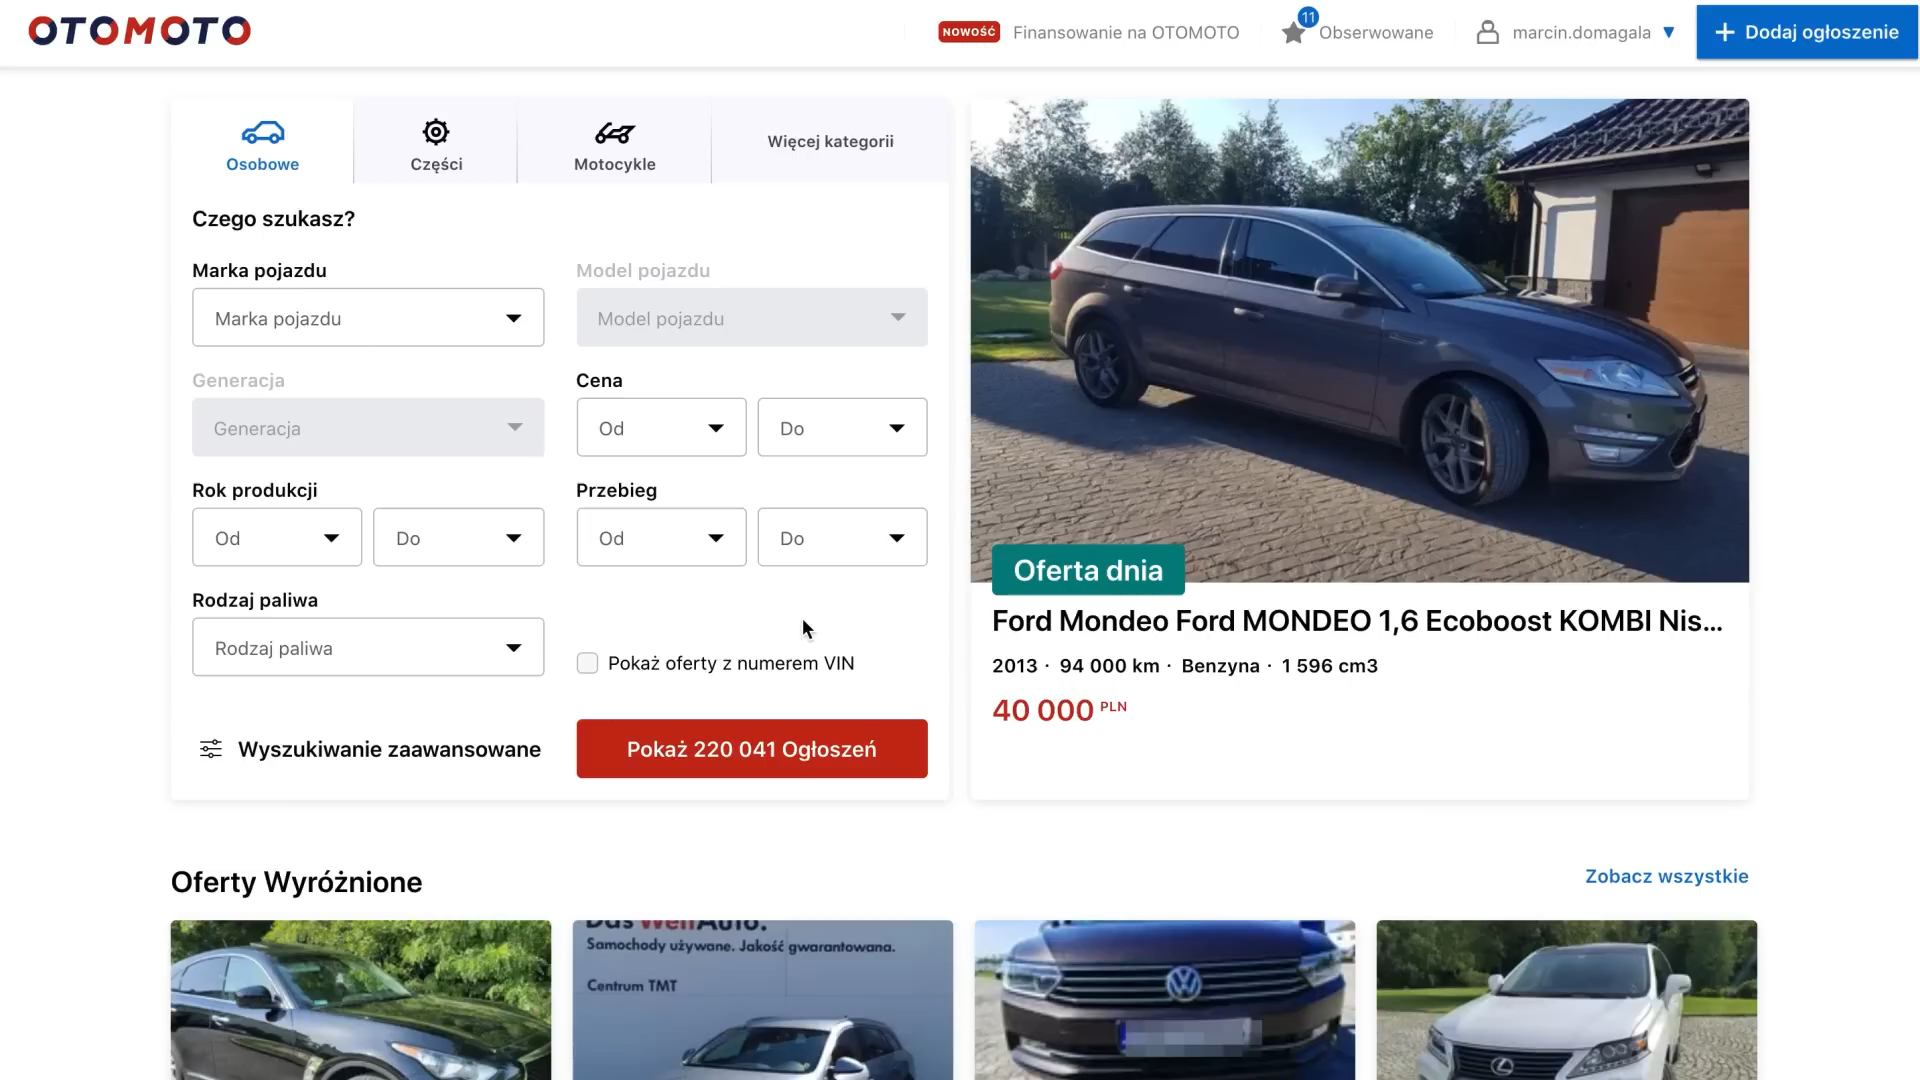 OTOMOTO
NOWOŚĆ Finansowanie na OTOMOTO
11
Obserwowane
marcin.domagala
Dodaj ogłoszenie
Osobowe
Części
Motocykle
Więcej kategorii
Czego szukasz?
Marka pojazdu
Marka pojazdu
Model pojazdu
Model pojazdu
Generacja
Generacja
Cena
Od
Do
Rok produkcji
Od
Do
Przebieg
Od
Do
Rodzaj paliwa
Rodzaj paliwa
Pokaż oferty z numerem VIN
Wyszukiwanie zaawansowane
Pokaż 220 041 Ogłoszeń
Oferta dnia
Ford Mondeo Ford MONDEO 1,6 Ecoboost KOMBI Nis...
2013 · 94 000 km · Benzyna · 1 596 cm3
40 000 PLN
Oferty Wyróżnione
Zobacz wszystkie
Das WeltAuto.
Samochody używane. Jakość gwarantowana.
Centrum TMT